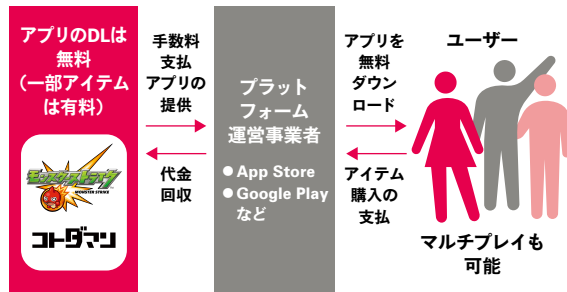 アプリのDLは
無料
（一部アイテム
は有料）
モンスターストライク
MONSTER STRIKE
コトダマン
手数料
支払
アプリの
提供
代金
回収
プラット
フォーム
運営事業者
● App Store
● Google Play
など
アプリを
無料
ダウン
ロード
アイテム
購入の
支払
ユーザー
マルチプレイも
可能